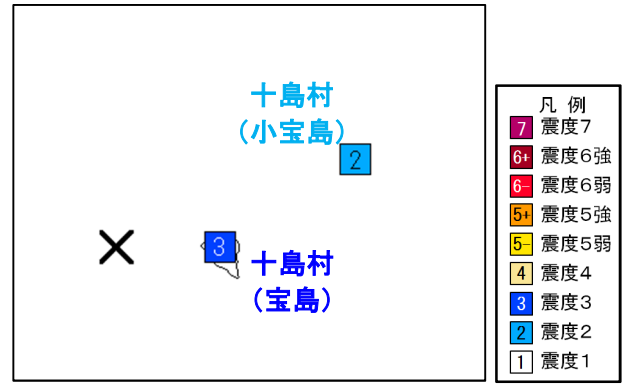 十島村
（小宝島）
2
3
十島村
（宝島）
凡 例
7 震度7
6+ 震度6強
6- 震度6弱
5+ 震度5強
5- 震度5弱
4 震度4
3 震度3
2 震度2
1 震度1